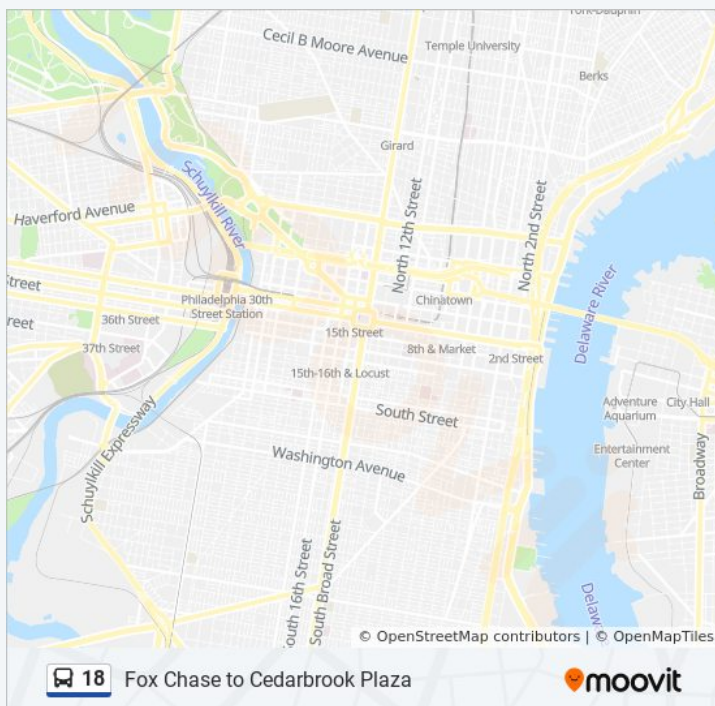 York-Dauphin
Cecil B Moore Avenue
Temple University
Berks
Girard
Schuylkill River
Haverford Avenue
North 12th Street
North 2nd Street
Delaware River
Street
Philadelphia 30th
Street Station
Chinatown
36th Street
reet
15th Street
37th Street
8th & Market
2nd Street
15th-16th & Locust
Adventure
Aquarium
City Hall
South Street
Schuylkill Expressway
Entertainment
Center
Broadway
Washington Avenue
South 16th Street
South Broad Street
Delaw
© OpenStreetMap contributors | © OpenMapTiles
18 Fox Chase to Cedarbrook Plaza
moovit